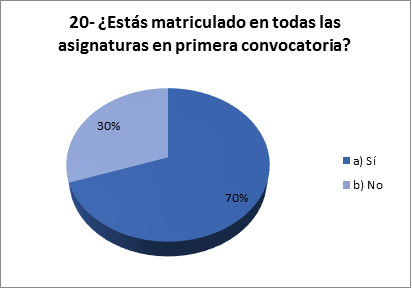 20- ¿Estás matriculado en todas las
asignaturas en primera convocatoria?
30%
70%
a) Sí
b) No